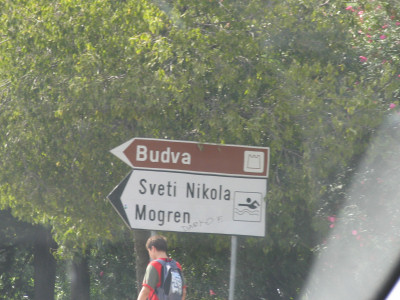 Budva
Sveti Nikola
Mogren